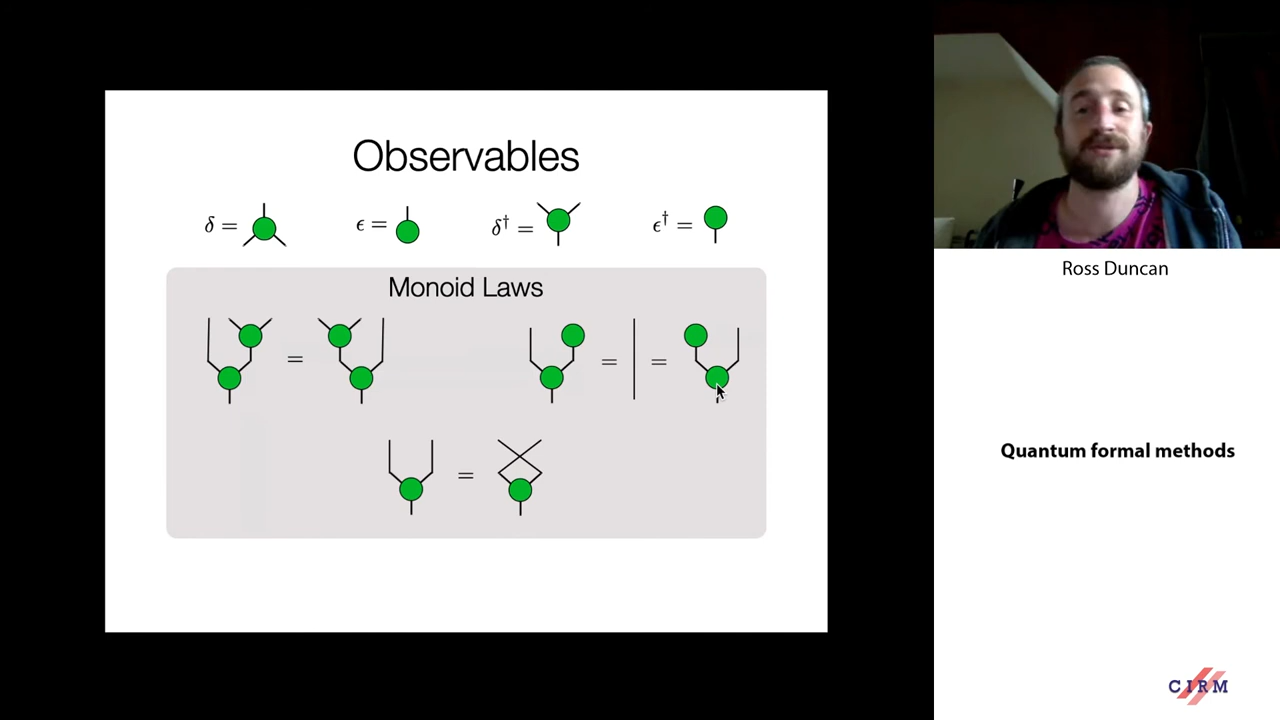 Observables
δ = ϵ = δ† = ϵ† =
Monoid Laws
= = =
=
Ross Duncan
Quantum formal methods
CIRM